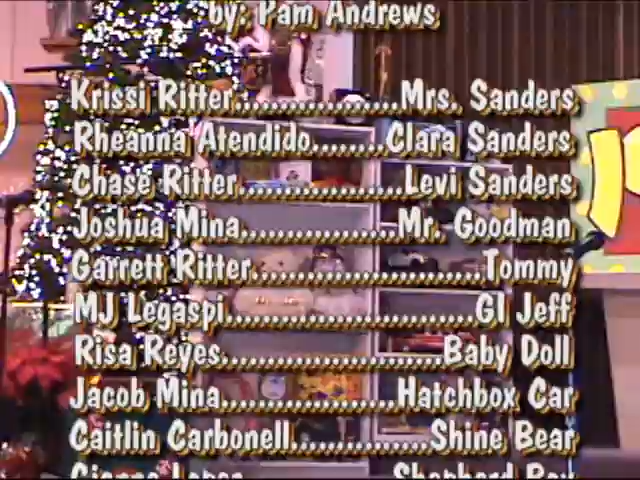 by: Pam Andrews
Krissi Ritter..................Mrs. Sanders
Rheanna Atendido........Clara Sanders
Chase Ritter..................Levi Sanders
Joshua Mina.................Mr. Goodman
Garrett Ritter.........................Tommy
MJ Legaspi...........................GI Jeff
Risa Reyes........................Baby Doll
Jacob Mina...................Hatchbox Car
Caitlin Carbonell...............Shine Bear